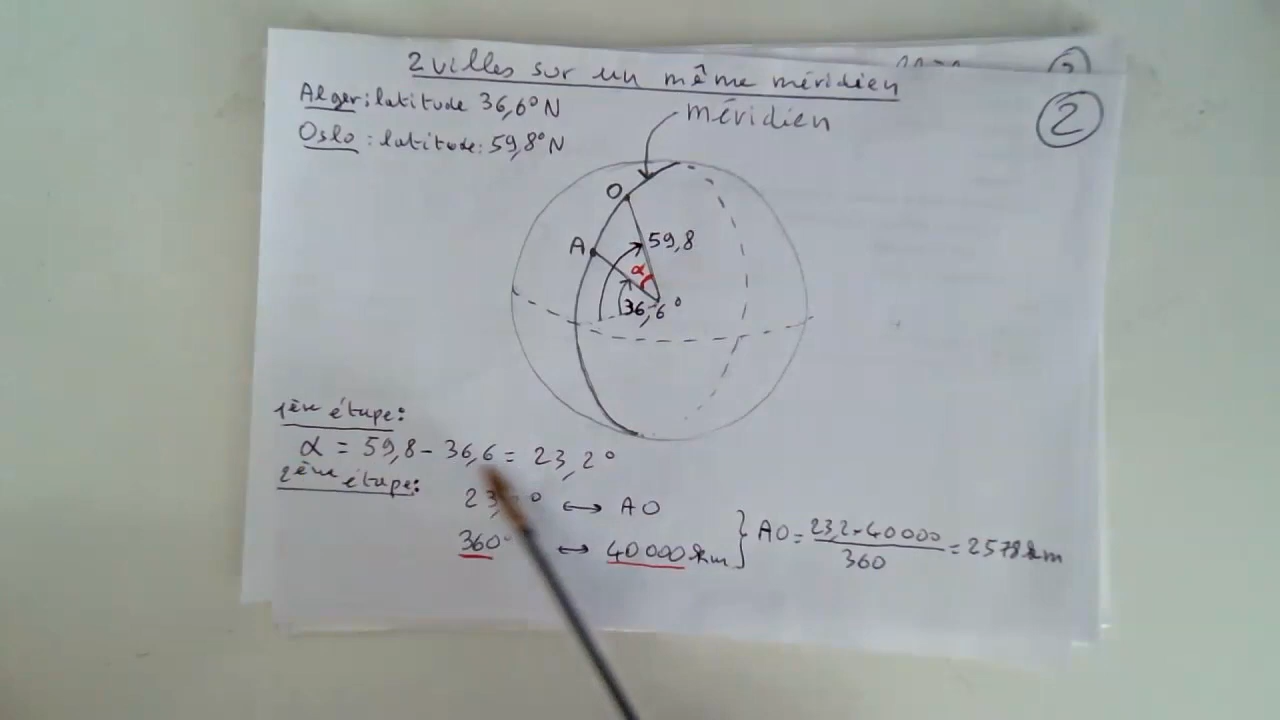 2 villes sur un même méridien
2
Alger: latitude 36,6° N
méridien
Oslo : latitude: 59,8° N
O
A
59,8
α
36,6°
1ère étape:
α = 59,8 - 36,6 = 23,2°
2ème étape:
23, ° ↔ AO
360° ↔ 40 000 km } AO = 23,2 × 40 000 / 360 = 2578 km